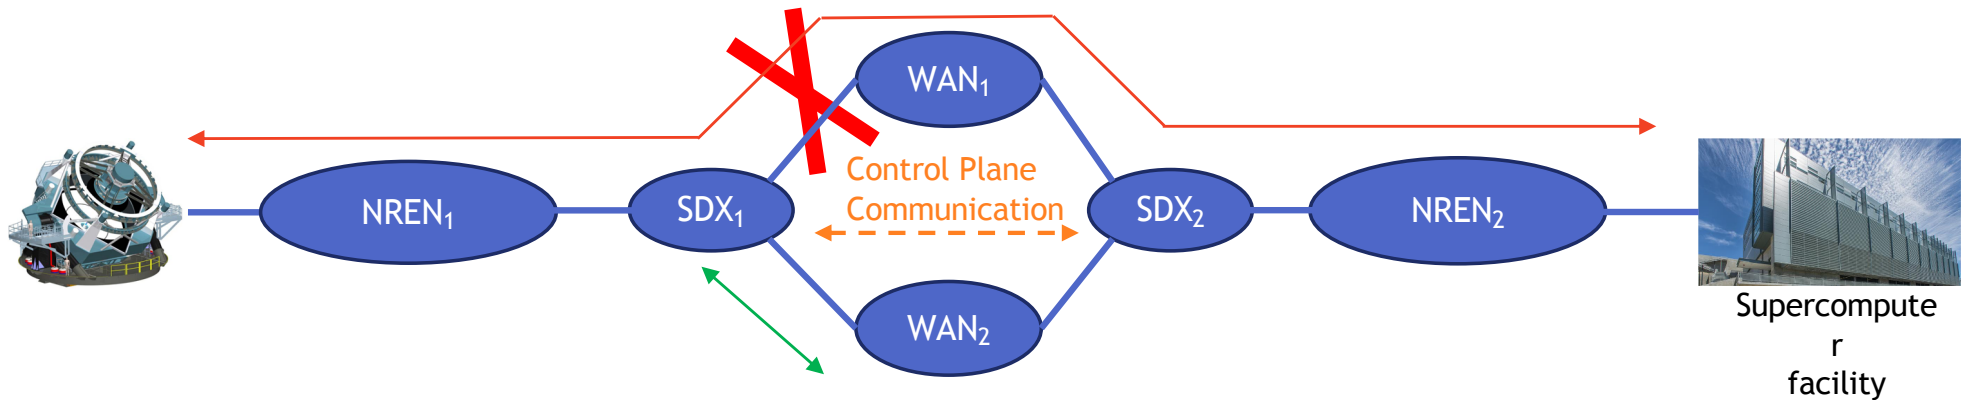 WAN₁
Control Plane
Communication
NREN₁
SDX₁
SDX₂
NREN₂
WAN₂
Supercompute
r
facility